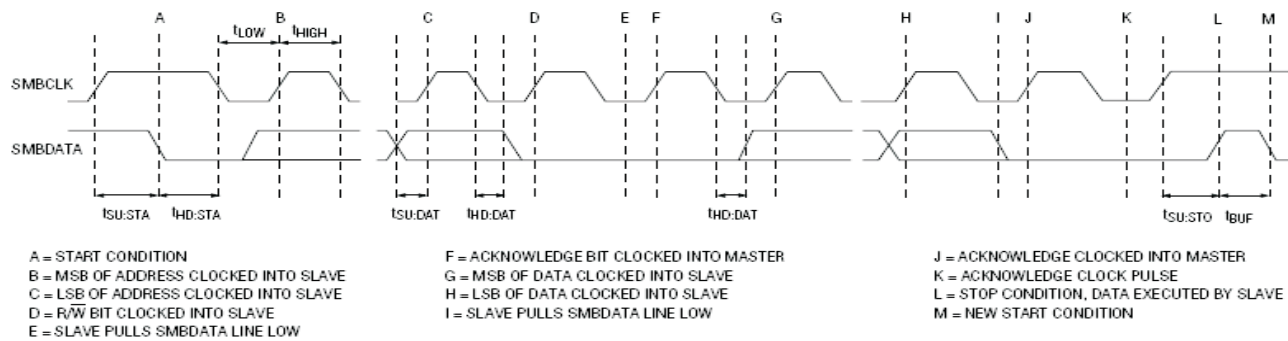 A B C D E F G H I J K L M
tLOW tHIGH
SMBCLK
SMBDATA
tSU:STA tHD:STA tSU:DAT tHD:DAT tHD:DAT tSU:STO tBUF
A = START CONDITION
B = MSB OF ADDRESS CLOCKED INTO SLAVE
C = LSB OF ADDRESS CLOCKED INTO SLAVE
D = R/W̅ BIT CLOCKED INTO SLAVE
E = SLAVE PULLS SMBDATA LINE LOW
F = ACKNOWLEDGE BIT CLOCKED INTO MASTER
G = MSB OF DATA CLOCKED INTO SLAVE
H = LSB OF DATA CLOCKED INTO SLAVE
I = SLAVE PULLS SMBDATA LINE LOW
J = ACKNOWLEDGE CLOCKED INTO MASTER
K = ACKNOWLEDGE CLOCK PULSE
L = STOP CONDITION, DATA EXECUTED BY SLAVE
M = NEW START CONDITION